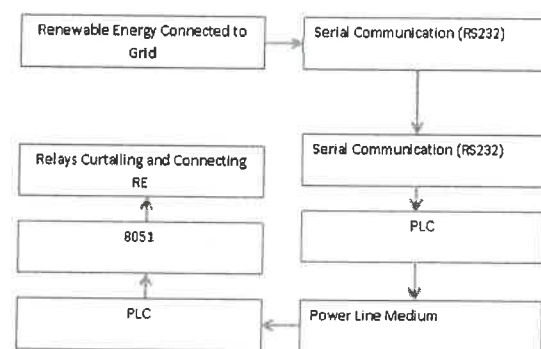 Renewable Energy Connected to
Grid
Serial Communication (RS232)
Serial Communication (RS232)
PLC
Power Line Medium
PLC
8051
Relays Curtailing and Connecting
RE